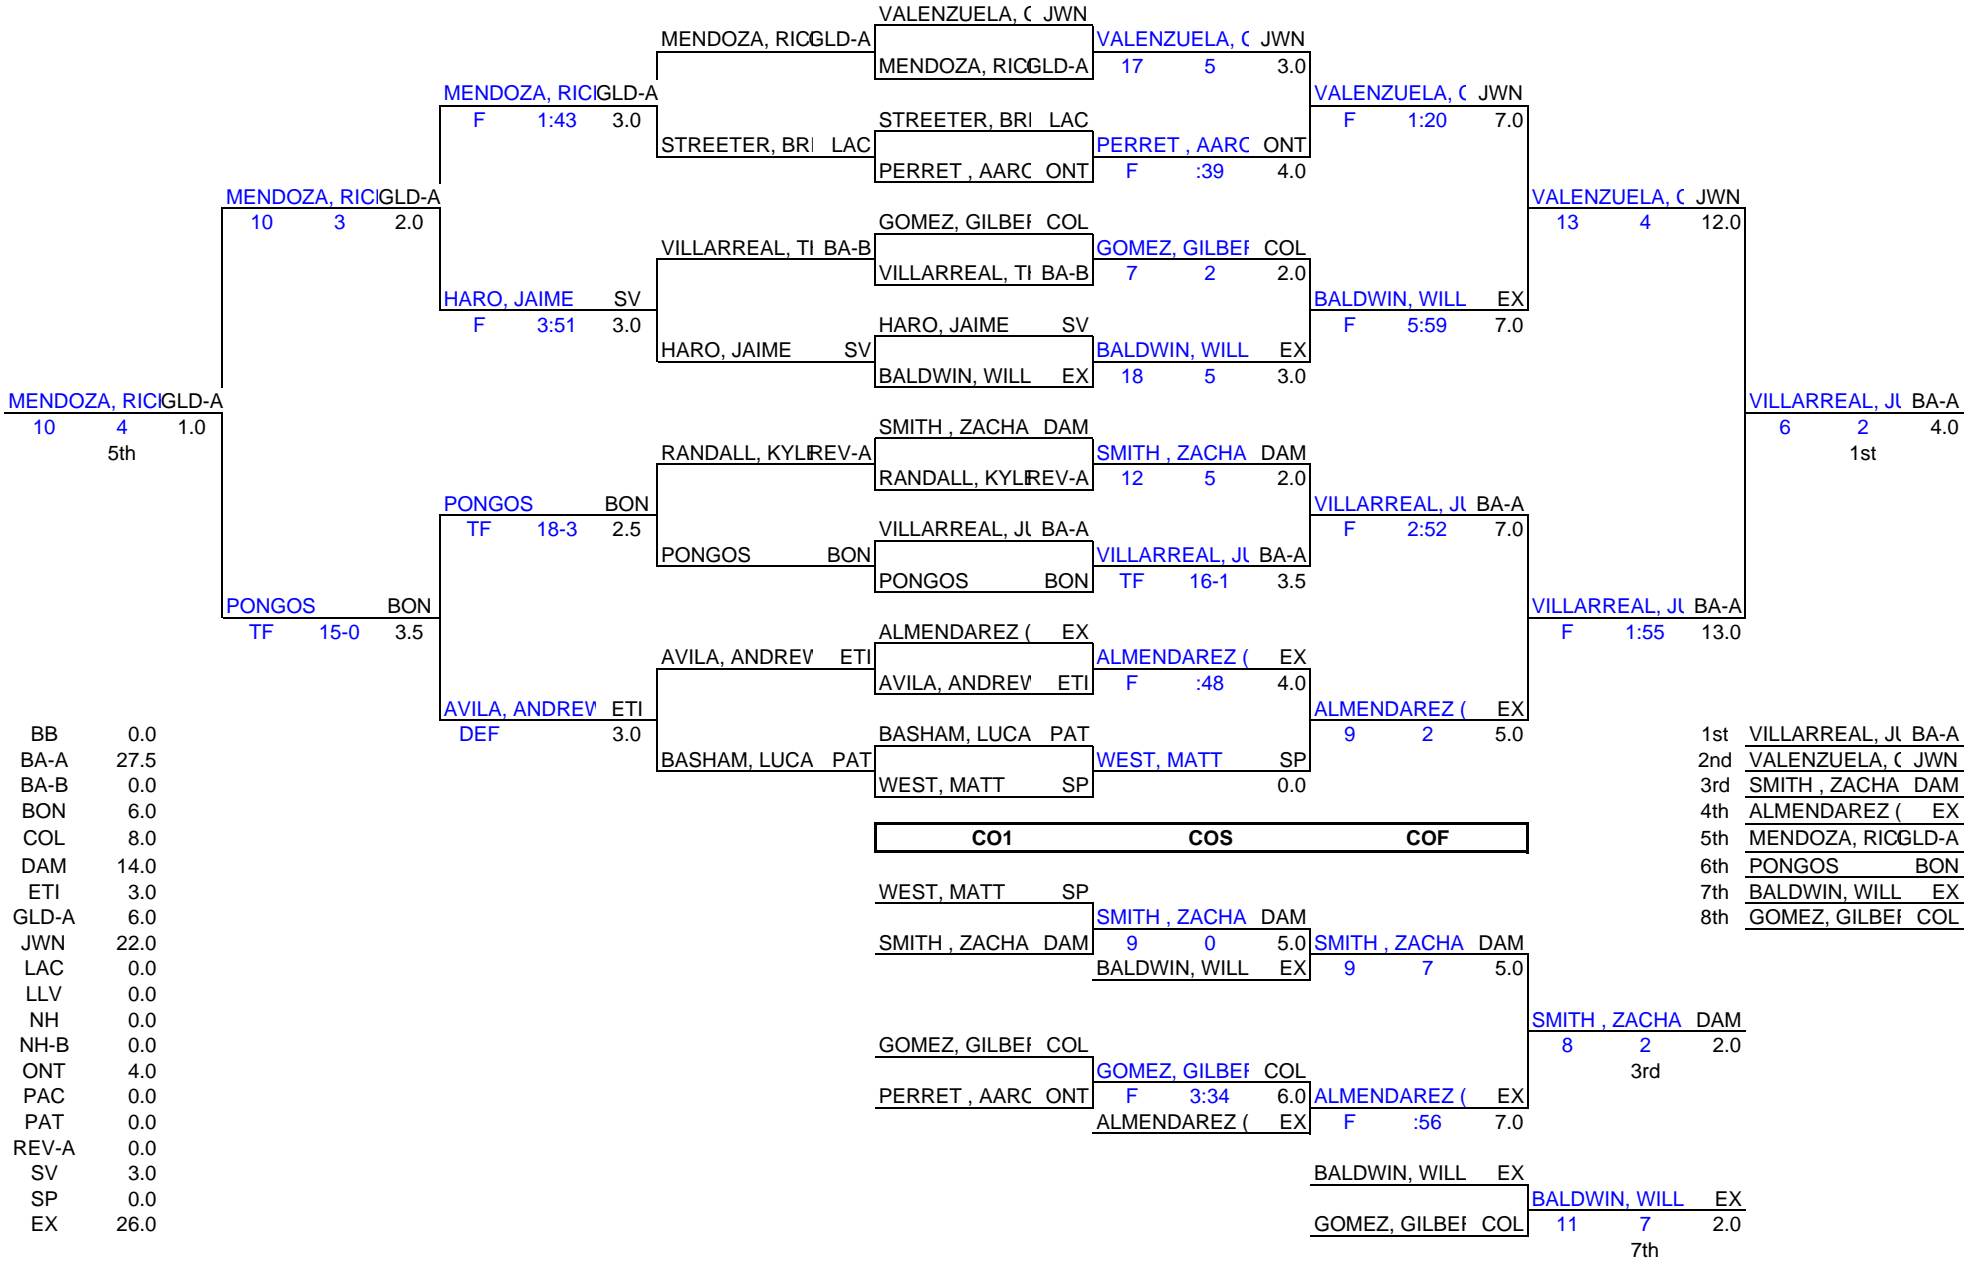 VALENZUELA, ( JWN
MENDOZA, RIC GLD-A VALENZUELA, ( JWN
MENDOZA, RIC GLD-A 17 5 3.0
MENDOZA, RICI GLD-A VALENZUELA, ( JWN
F 1:43 3.0 STREETER, BRI LAC F 1:20 7.0
STREETER, BRI LAC PERRET , AARC ONT
PERRET , AARC ONT F :39 4.0
MENDOZA, RICI GLD-A VALENZUELA, ( JWN
10 3 2.0 GOMEZ, GILBEF COL 13 4 12.0
VILLARREAL, TI BA-B GOMEZ, GILBEF COL
VILLARREAL, TI BA-B 7 2 2.0
HARO, JAIME SV BALDWIN, WILL EX
F 3:51 3.0 HARO, JAIME SV F 5:59 7.0
HARO, JAIME SV BALDWIN, WILL EX
BALDWIN, WILL EX 18 5 3.0
MENDOZA, RICI GLD-A VILLARREAL, JU BA-A
10 4 1.0 SMITH , ZACHA DAM 6 2 4.0
5th RANDALL, KYLE REV-A SMITH , ZACHA DAM 1st
RANDALL, KYLE REV-A 12 5 2.0
PONGOS BON VILLARREAL, JU BA-A
TF 18-3 2.5 VILLARREAL, JU BA-A F 2:52 7.0
PONGOS BON VILLARREAL, JU BA-A
PONGOS BON TF 16-1 3.5
PONGOS BON VILLARREAL, JU BA-A
TF 15-0 3.5 ALMENDAREZ ( EX F 1:55 13.0
AVILA, ANDREW ETI ALMENDAREZ ( EX
AVILA, ANDREW ETI F :48 4.0
AVILA, ANDREW ETI ALMENDAREZ ( EX
BB 0.0 DEF 3.0 BASHAM, LUCA PAT 9 2 5.0 1st VILLARREAL, JU BA-A
BA-A 27.5 BASHAM, LUCA PAT WEST, MATT SP 2nd VALENZUELA, ( JWN
BA-B 0.0 WEST, MATT SP 0.0 3rd SMITH , ZACHA DAM
BON 6.0 4th ALMENDAREZ ( EX
COL 8.0 CO1 COS COF 5th MENDOZA, RIC GLD-A
DAM 14.0 6th PONGOS BON
ETI 3.0 WEST, MATT SP 7th BALDWIN, WILL EX
GLD-A 6.0 SMITH , ZACHA DAM 8th GOMEZ, GILBEF COL
JWN 22.0 SMITH , ZACHA DAM 9 0 5.0 SMITH , ZACHA DAM
LAC 0.0 BALDWIN, WILL EX 9 7 5.0
LLV 0.0
NH 0.0 SMITH , ZACHA DAM
NH-B 0.0 GOMEZ, GILBEF COL 8 2 2.0
ONT 4.0 GOMEZ, GILBEF COL 3rd
PAC 0.0 PERRET , AARC ONT F 3:34 6.0 ALMENDAREZ ( EX
PAT 0.0 ALMENDAREZ ( EX F :56 7.0
REV-A 0.0
SV 3.0 BALDWIN, WILL EX
SP 0.0 BALDWIN, WILL EX
EX 26.0 GOMEZ, GILBEF COL 11 7 2.0
7th